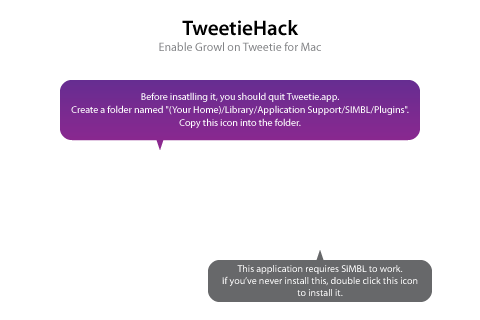 TweetieHack
Enable Growl on Tweetie for Mac
Before insatlling it, you should quit Tweetie.app.
Create a folder named "(Your Home)/Library/Application Support/SIMBL/Plugins".
Copy this icon into the folder.
This application requires SIMBL to work.
If you've never install this, double click this icon
to install it.